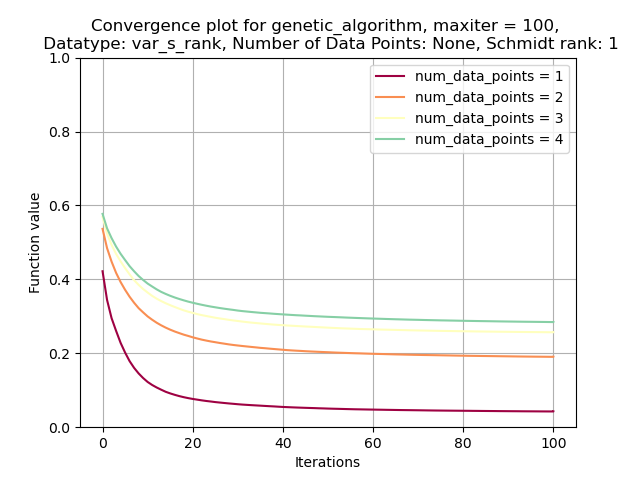 Convergence plot for genetic_algorithm, maxiter = 100,
Datatype: var_s_rank, Number of Data Points: None, Schmidt rank: 1
1.0
0.8
0.6
0.4
0.2
0.0
Function value
num_data_points = 1
num_data_points = 2
num_data_points = 3
num_data_points = 4
0 20 40 60 80 100
Iterations